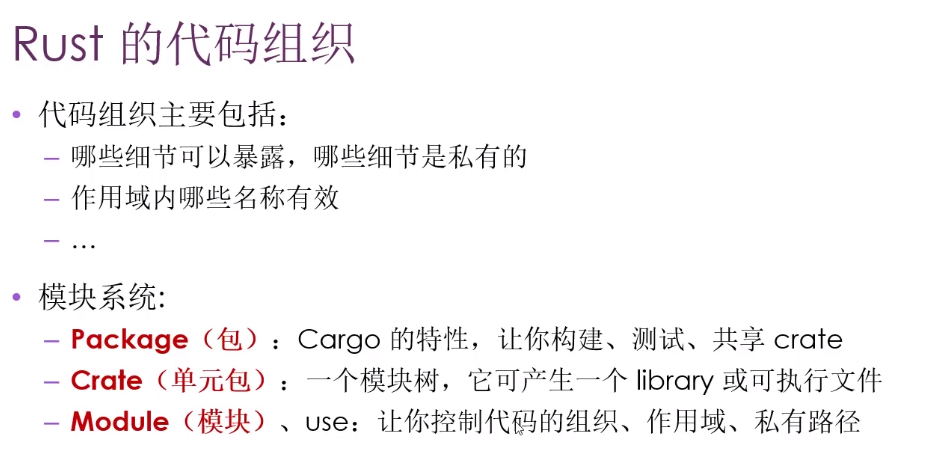 Rust 的代码组织
• 代码组织主要包括：
– 哪些细节可以暴露，哪些细节是私有的
– 作用域内哪些名称有效
– …
• 模块系统:
– Package（包）：Cargo 的特性，让你构建、测试、共享 crate
– Crate（单元包）：一个模块树，它可产生一个 library 或可执行文件
– Module（模块）、use：让你控制代码的组织、作用域、私有路径